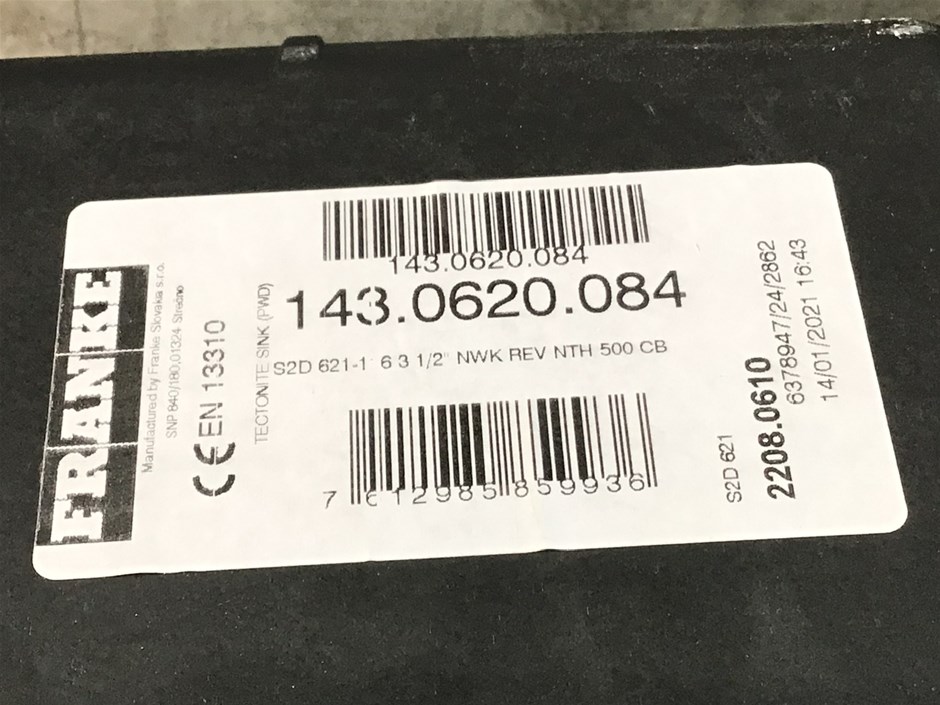 143.0620.084
143.0620.084
S2D 621-1 6 3 1/2" NWK REV NTH 500 CB
7 612985 859936
FRANKE
Manufactured by Franke Slovaka s.r.o.
SNP 840/180,01324 Strečno
CE EN 13310
TECTONITE SINK (PWD)
S2D 621
2208.0610
6378947/24/2862
14/01/2021 16:43